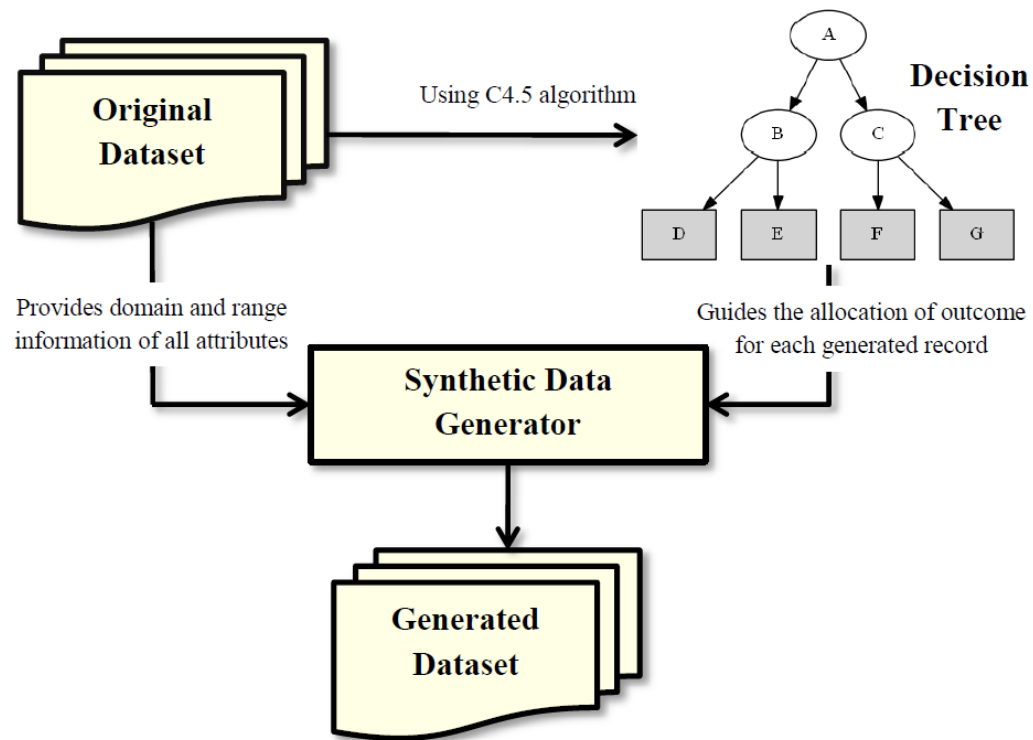 Original
Dataset
Using C4.5 algorithm
A
B
C
D
E
F
G
Decision
Tree
Provides domain and range
information of all attributes
Guides the allocation of outcome
for each generated record
Synthetic Data
Generator
Generated
Dataset